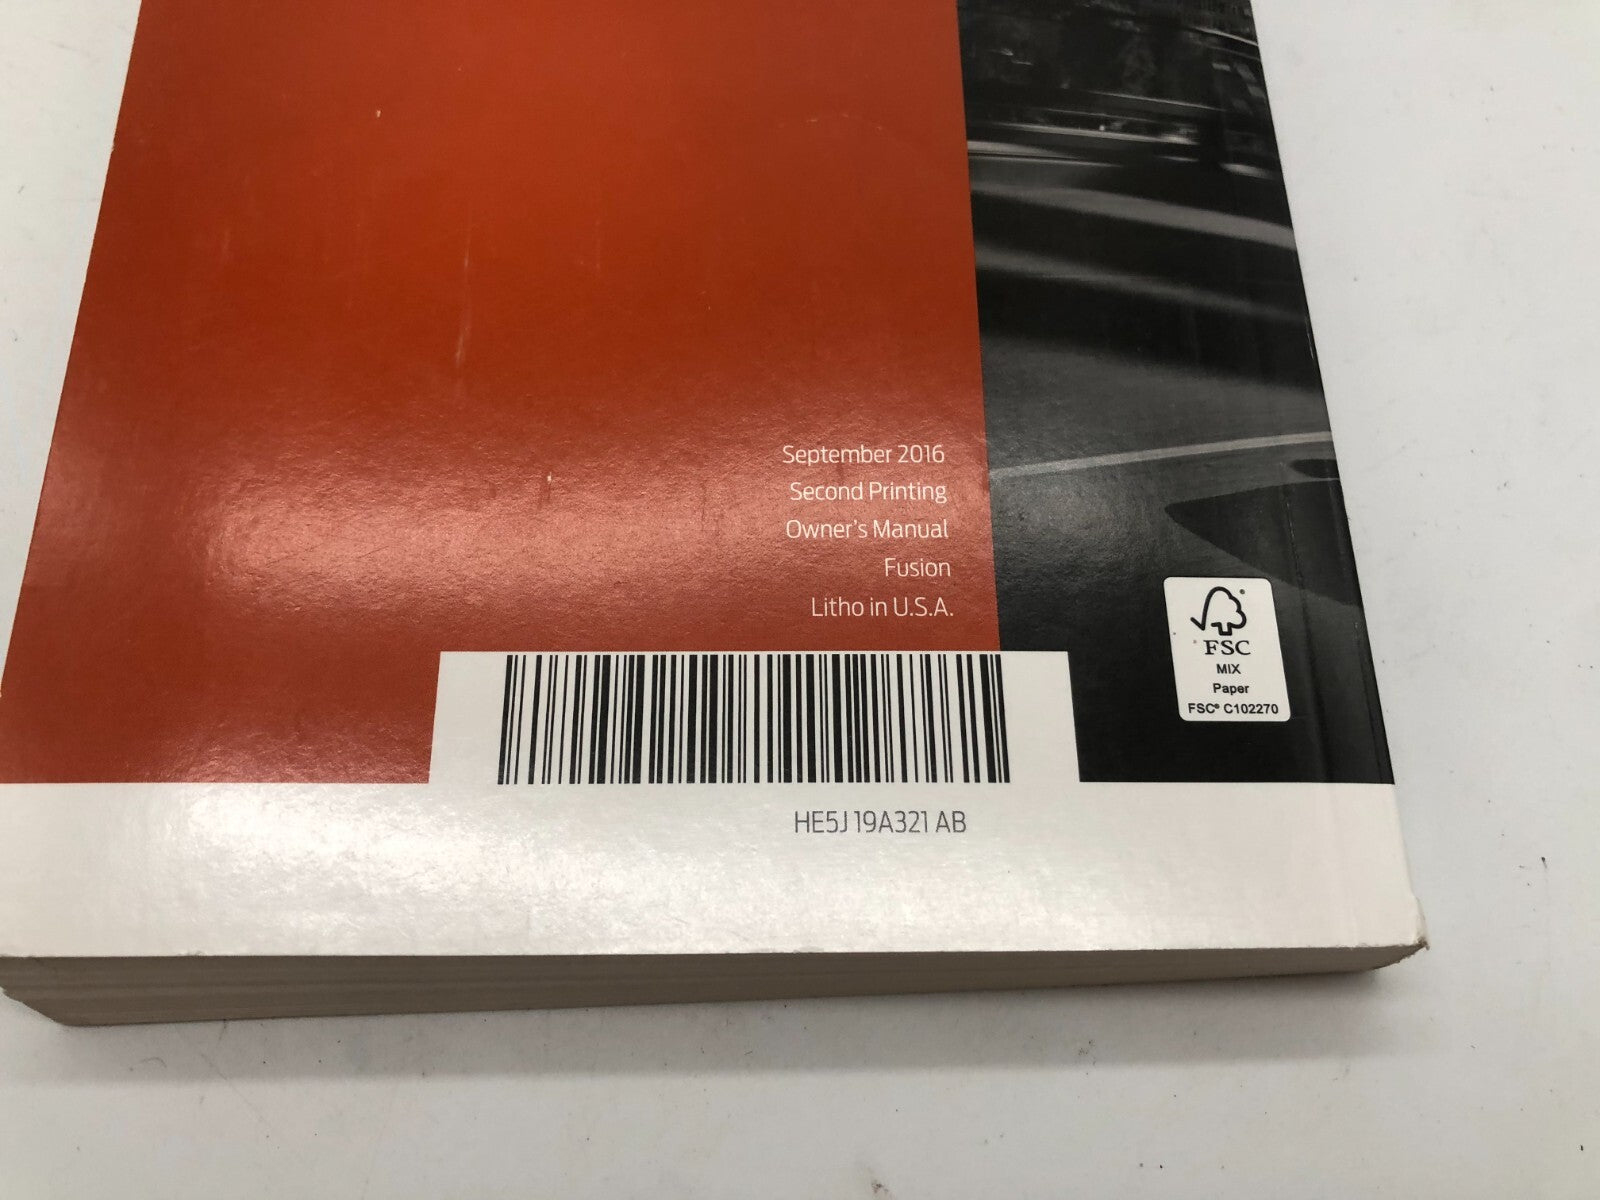 September 2016
Second Printing
Owner's Manual
Fusion
Litho in U.S.A.
FSC
MIX
Paper
FSC® C102270
HE5J 19A321 AB